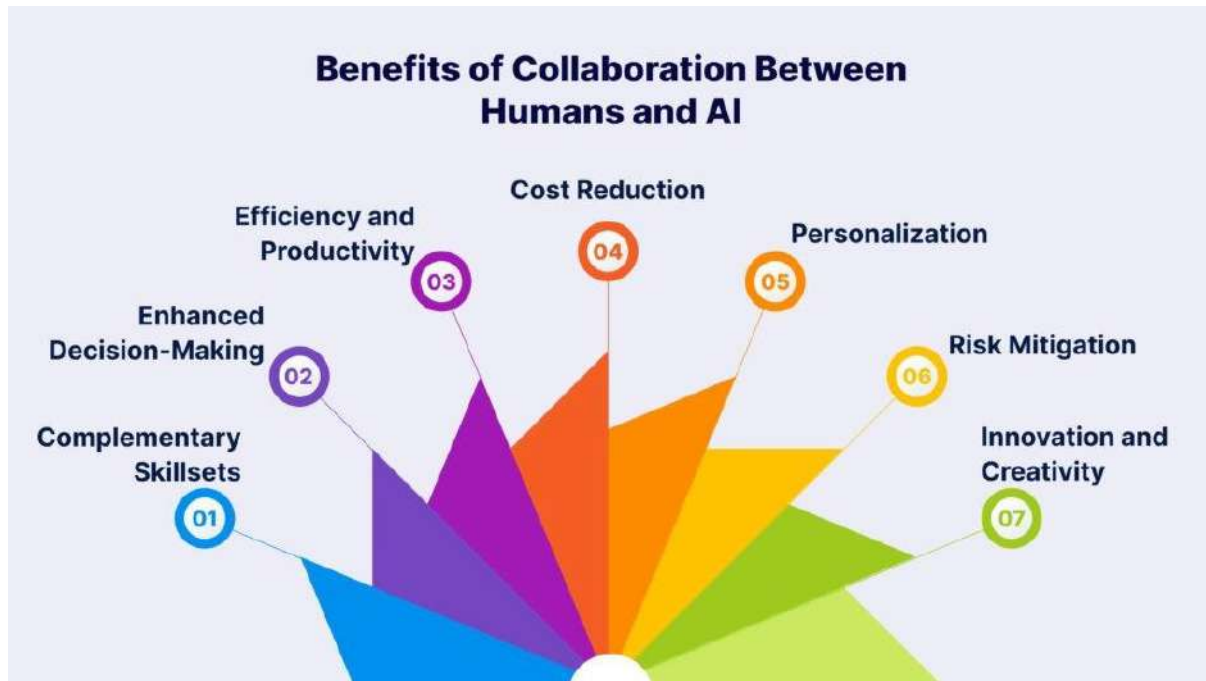 Benefits of Collaboration Between
Humans and AI
Complementary
Skillsets
01
Enhanced
Decision-Making
02
Efficiency and
Productivity
03
Cost Reduction
04
Personalization
05
Risk Mitigation
06
Innovation and
Creativity
07